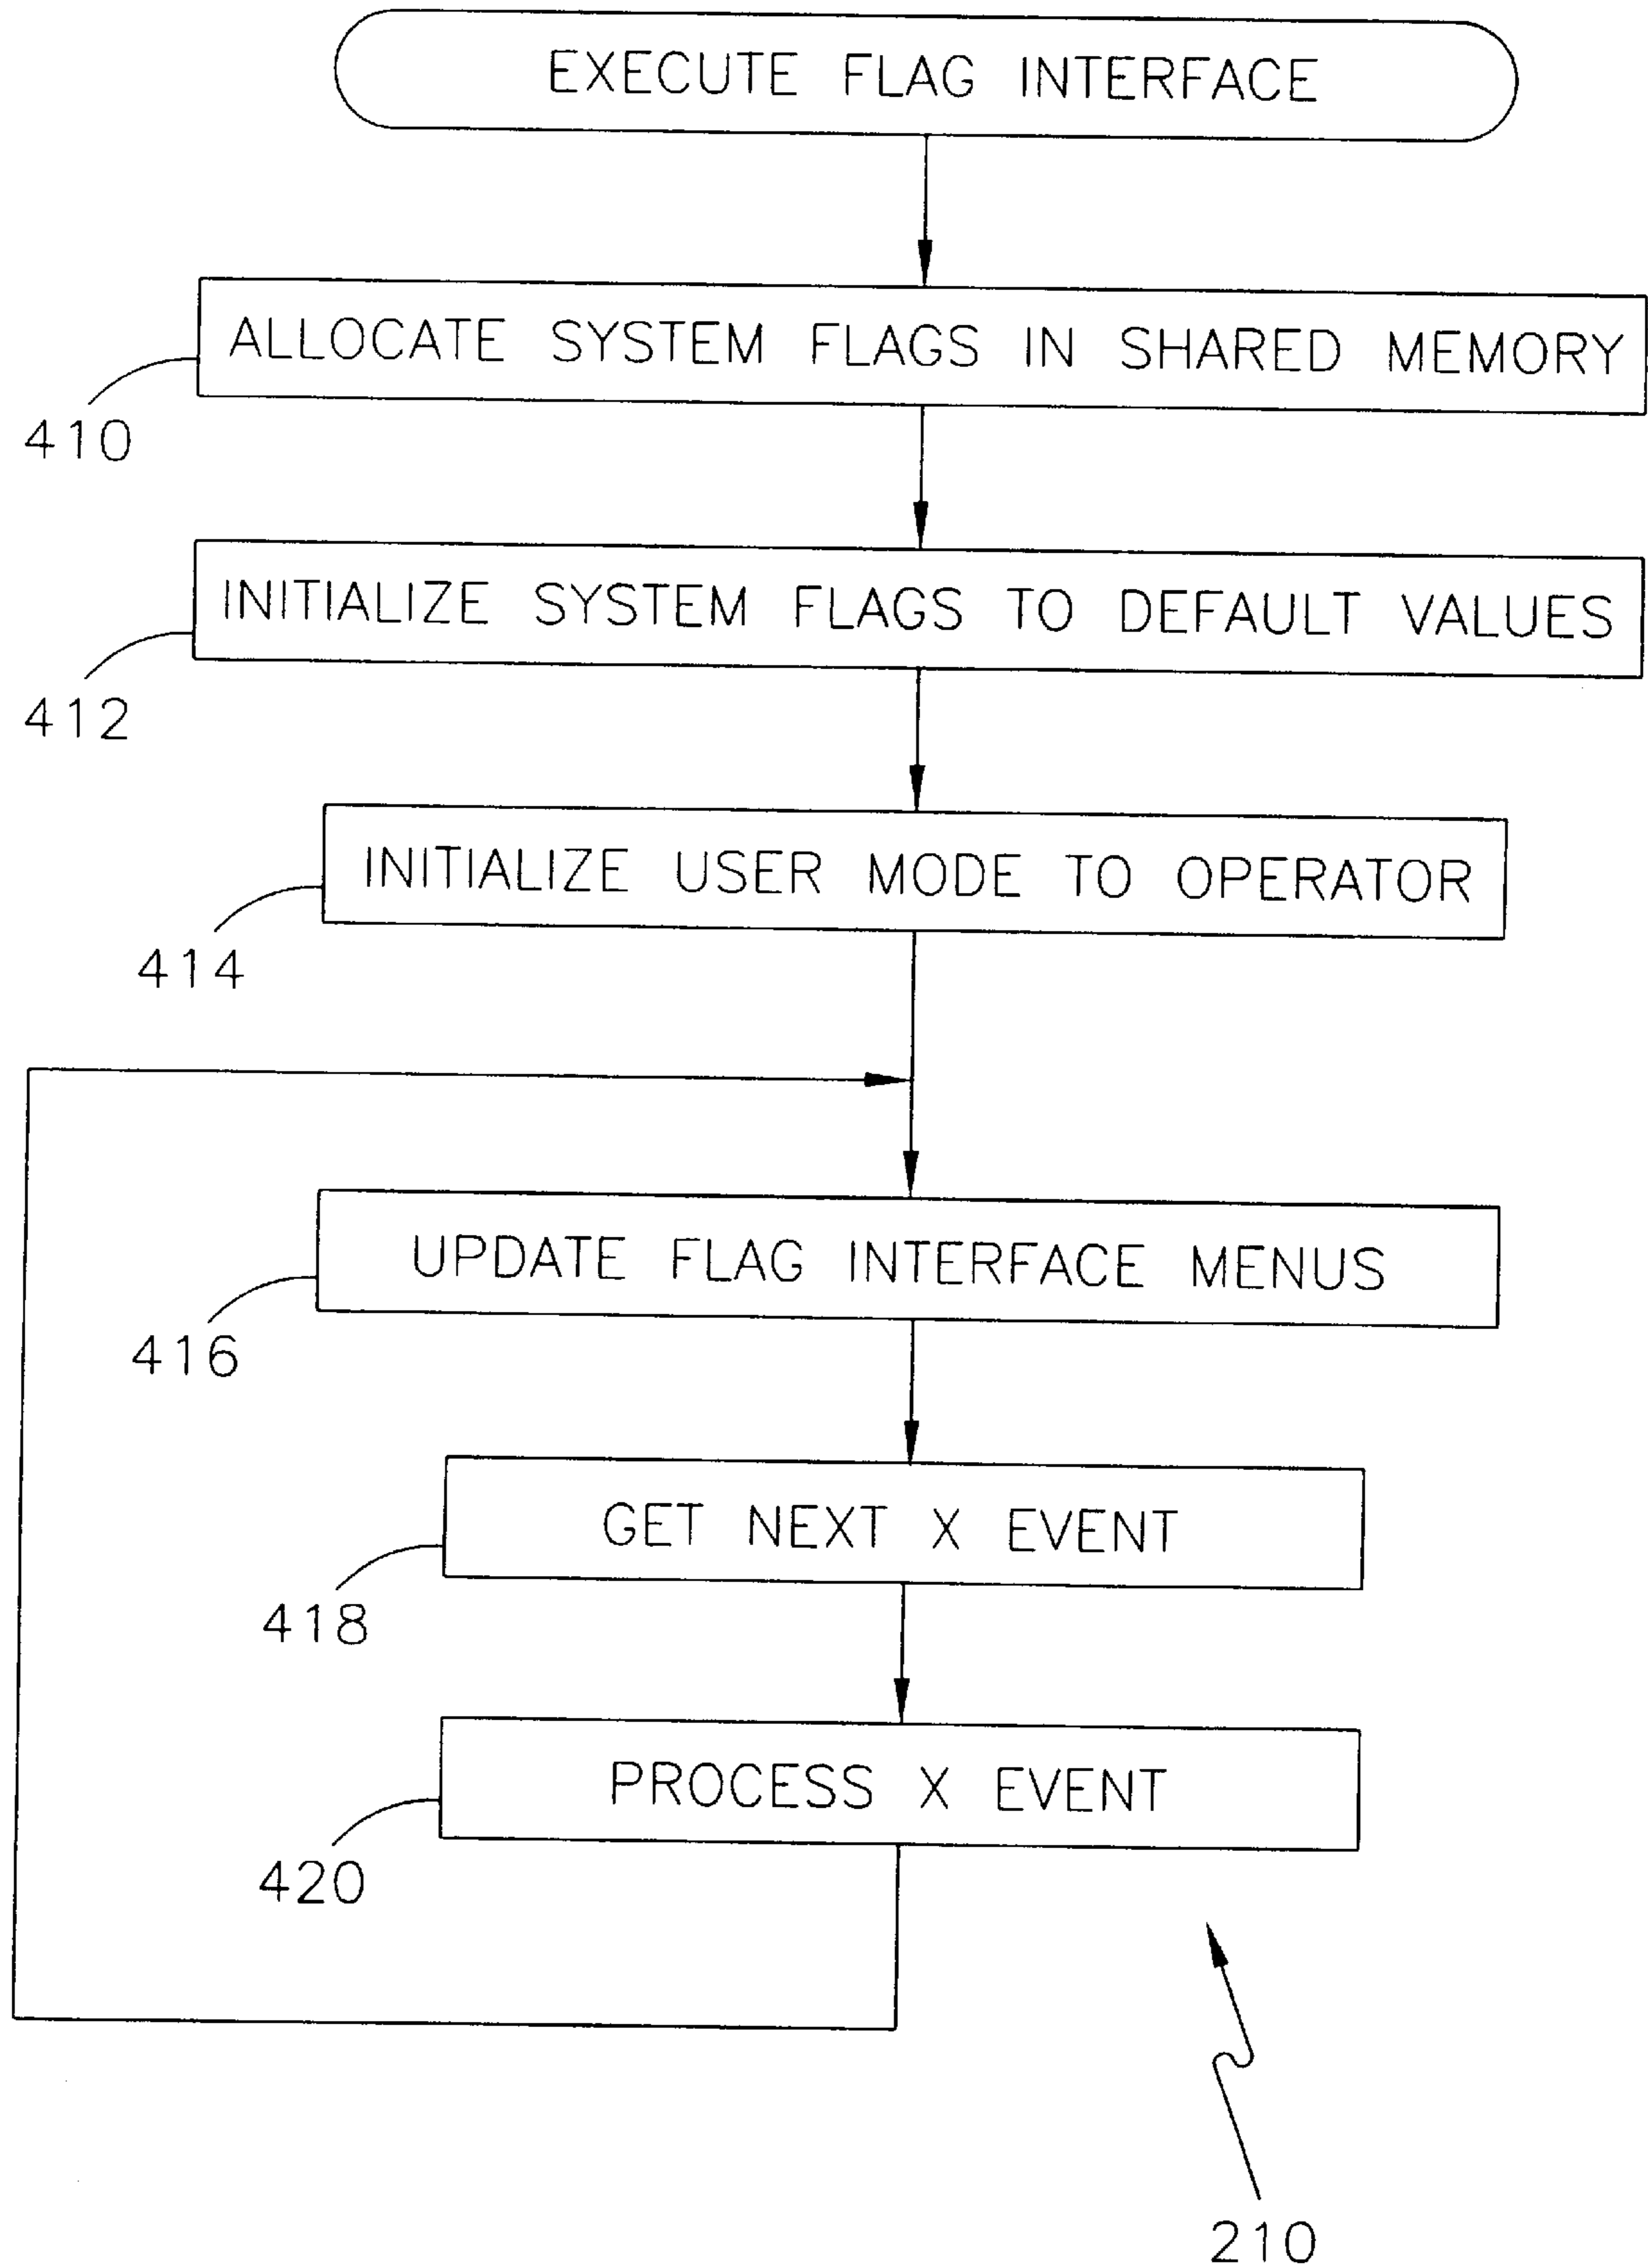 EXECUTE FLAG INTERFACE
ALLOCATE SYSTEM FLAGS IN SHARED MEMORY
410
INITIALIZE SYSTEM FLAGS TO DEFAULT VALUES
412
INITIALIZE USER MODE TO OPERATOR
414
UPDATE FLAG INTERFACE MENUS
416
GET NEXT X EVENT
418
PROCESS X EVENT
420
210